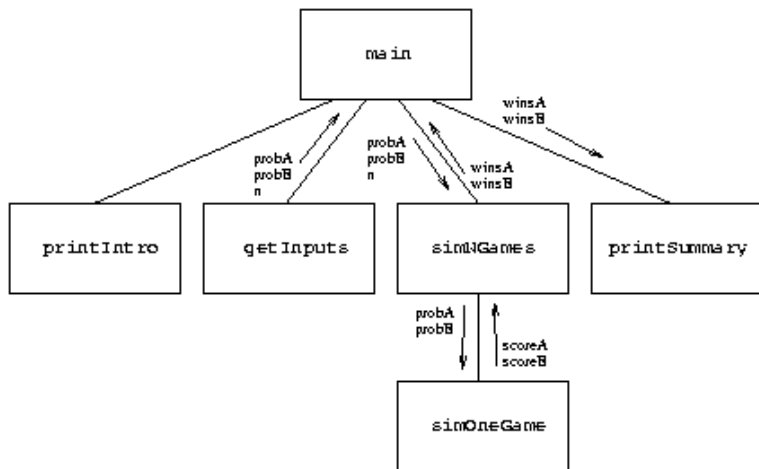 main
winsA
winsB
probA
probB
n
probA
probB
n
winsA
winsB
printIntro
getInputs
simNGames
printSummary
probA
probB
scoreA
scoreB
simOneGame